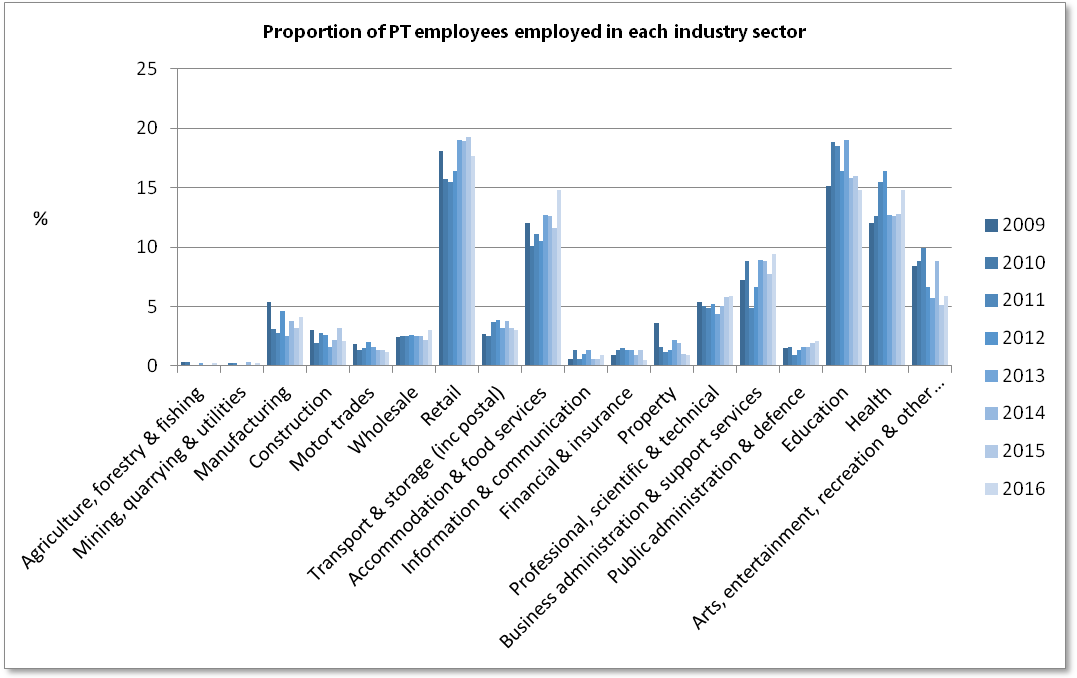 Proportion of PT employees employed in each industry sector
25
20
15
10
5
0
%
Agriculture, forestry & fishing
Mining, quarrying & utilities
Manufacturing
Construction
Motor trades
Wholesale
Retail
Transport & storage (inc postal)
Accommodation & food services
Information & communication
Financial & insurance
Property
Professional, scientific & technical
Business administration & support services
Public administration & defence
Education
Health
Arts, entertainment, recreation & other...
2009
2010
2011
2012
2013
2014
2015
2016